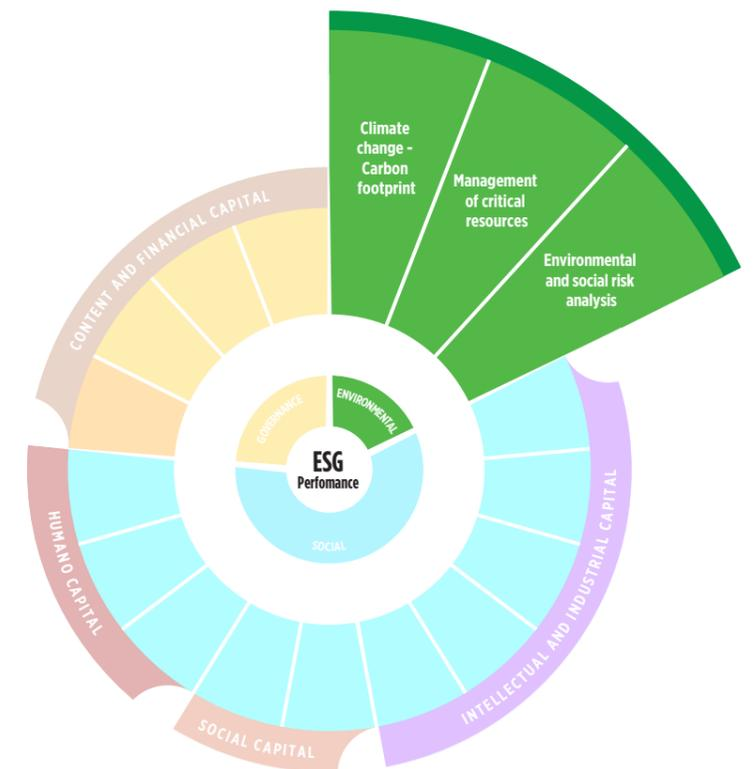 Climate
change -
Carbon
footprint
Management
of critical
resources
Environmental
and social risk
analysis
CONTENT AND FINANCIAL CAPITAL
GOVERNANCE
ENVIRONMENTAL
ESG
Perfomance
SOCIAL
HUMANO CAPITAL
SOCIAL CAPITAL
INTELLECTUAL AND INDUSTRIAL CAPITAL